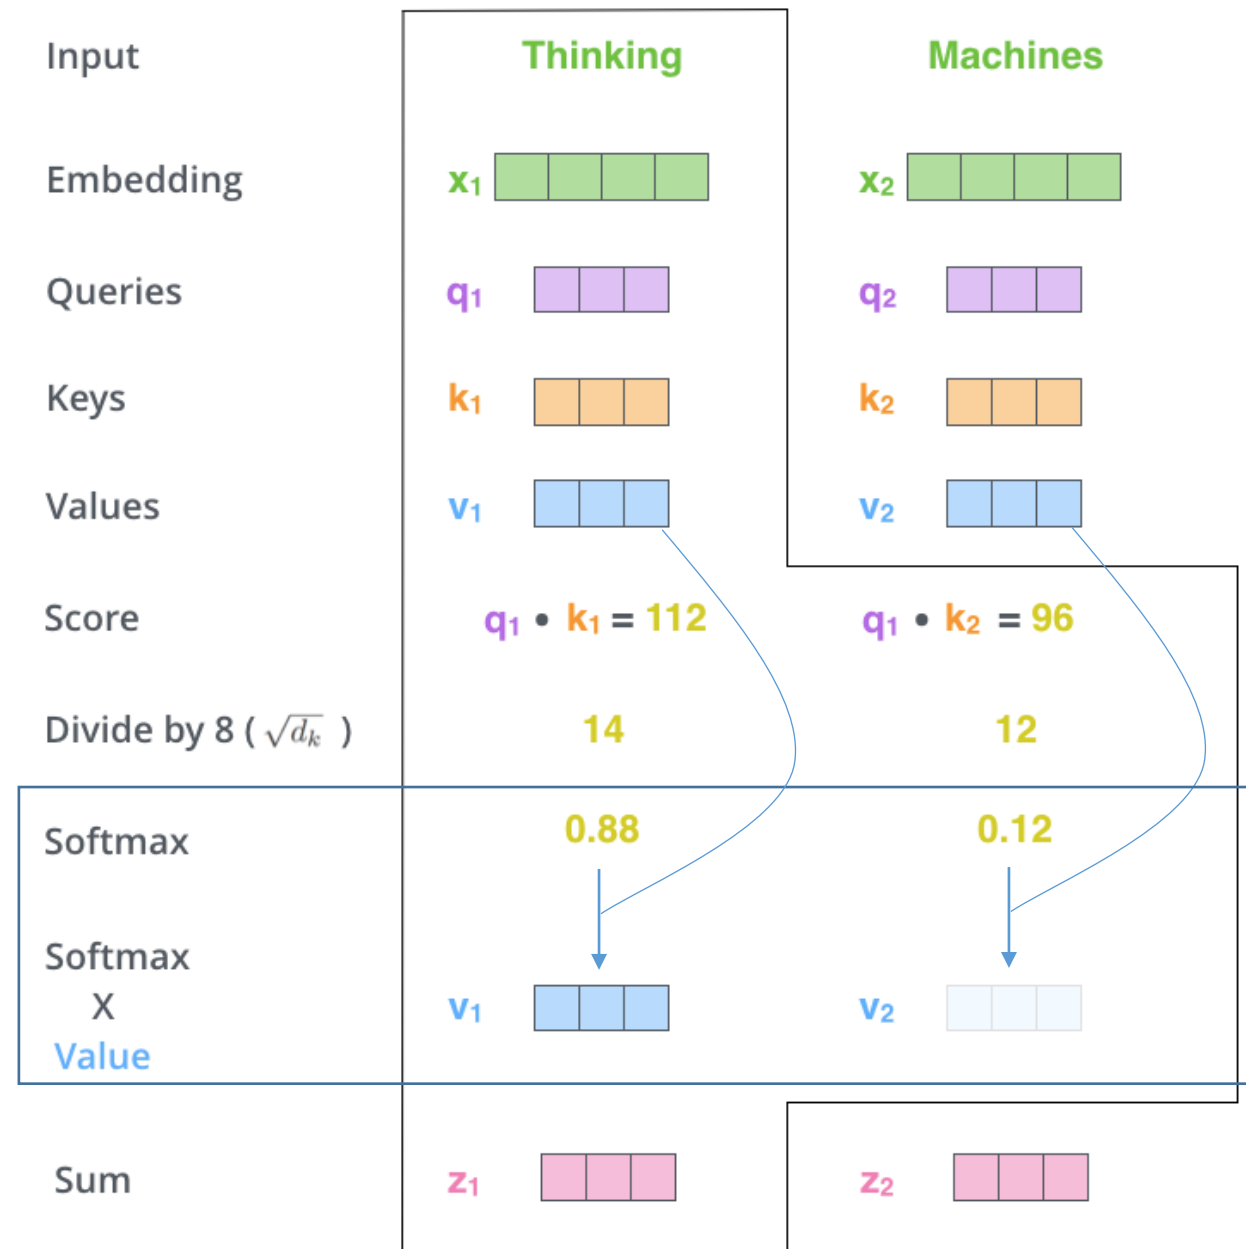 Input Thinking Machines
Embedding x1 x2
Queries q1 q2
Keys k1 k2
Values v1 v2
Score q1 • k1 = 112 q1 • k2 = 96
Divide by 8 ( √dk ) 14 12
Softmax 0.88 0.12
Softmax
X v1 v2
Value
Sum z1 z2